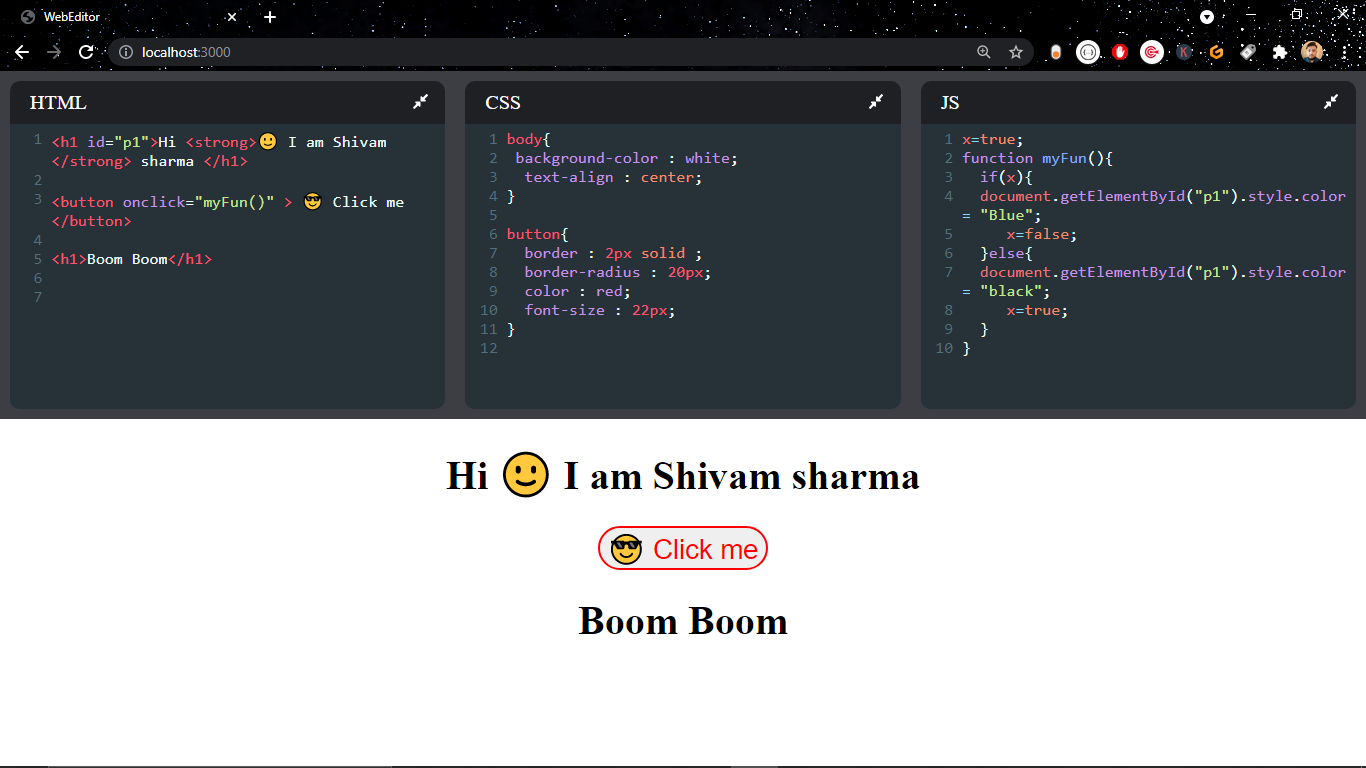 WebEditor
localhost:3000
HTML
1 <h1 id="p1">Hi <strong>🙂 I am Shivam
</strong> sharma </h1>
2
3 <button onclick="myFun()" > 😎 Click me
</button>
4
5 <h1>Boom Boom</h1>
6
7
CSS
1 body{
2 background-color : white;
3 text-align : center;
4 }
5
6 button{
7 border : 2px solid ;
8 border-radius : 20px;
9 color : red;
10 font-size : 22px;
11 }
12
JS
1 x=true;
2 function myFun(){
3 if(x){
4 document.getElementById("p1").style.color
= "Blue";
5 x=false;
6 }else{
7 document.getElementById("p1").style.color
= "black";
8 x=true;
9 }
10 }
Hi 🙂 I am Shivam sharma
😎 Click me
Boom Boom